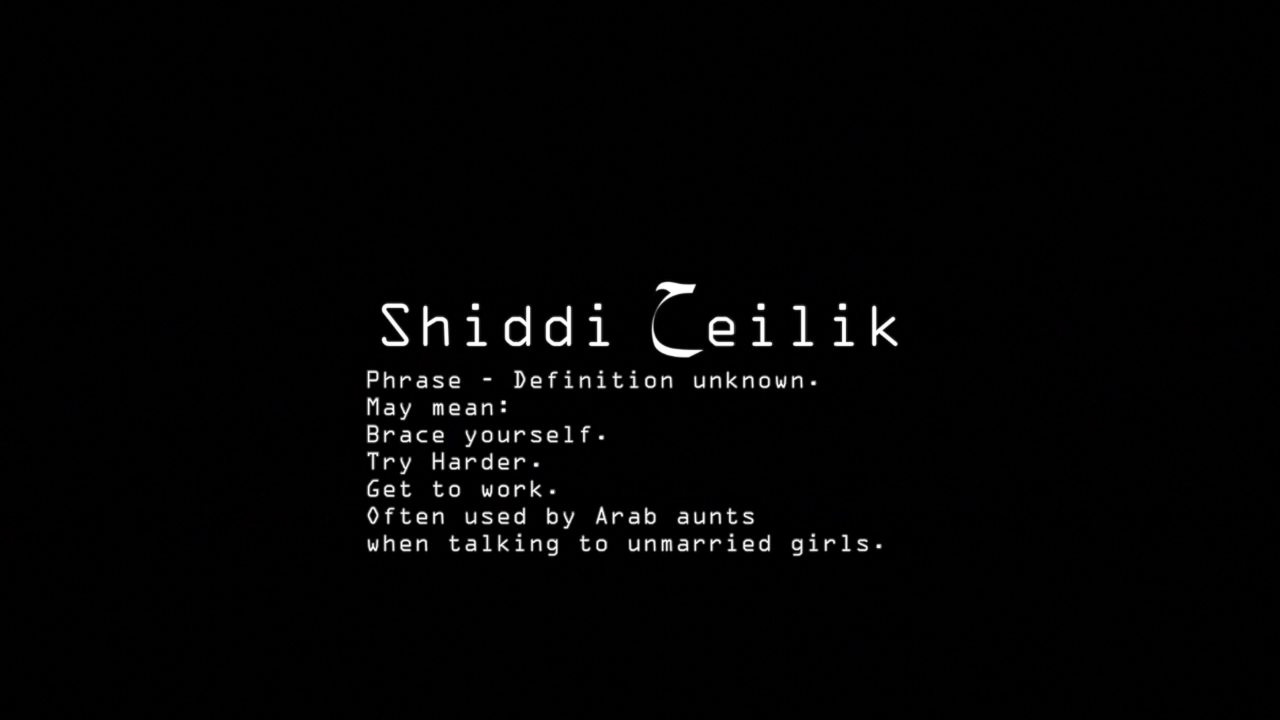 Shiddi حeilik
Phrase - Definition unknown.
May mean:
Brace yourself.
Try Harder.
Get to work.
Often used by Arab aunts
when talking to unmarried girls.